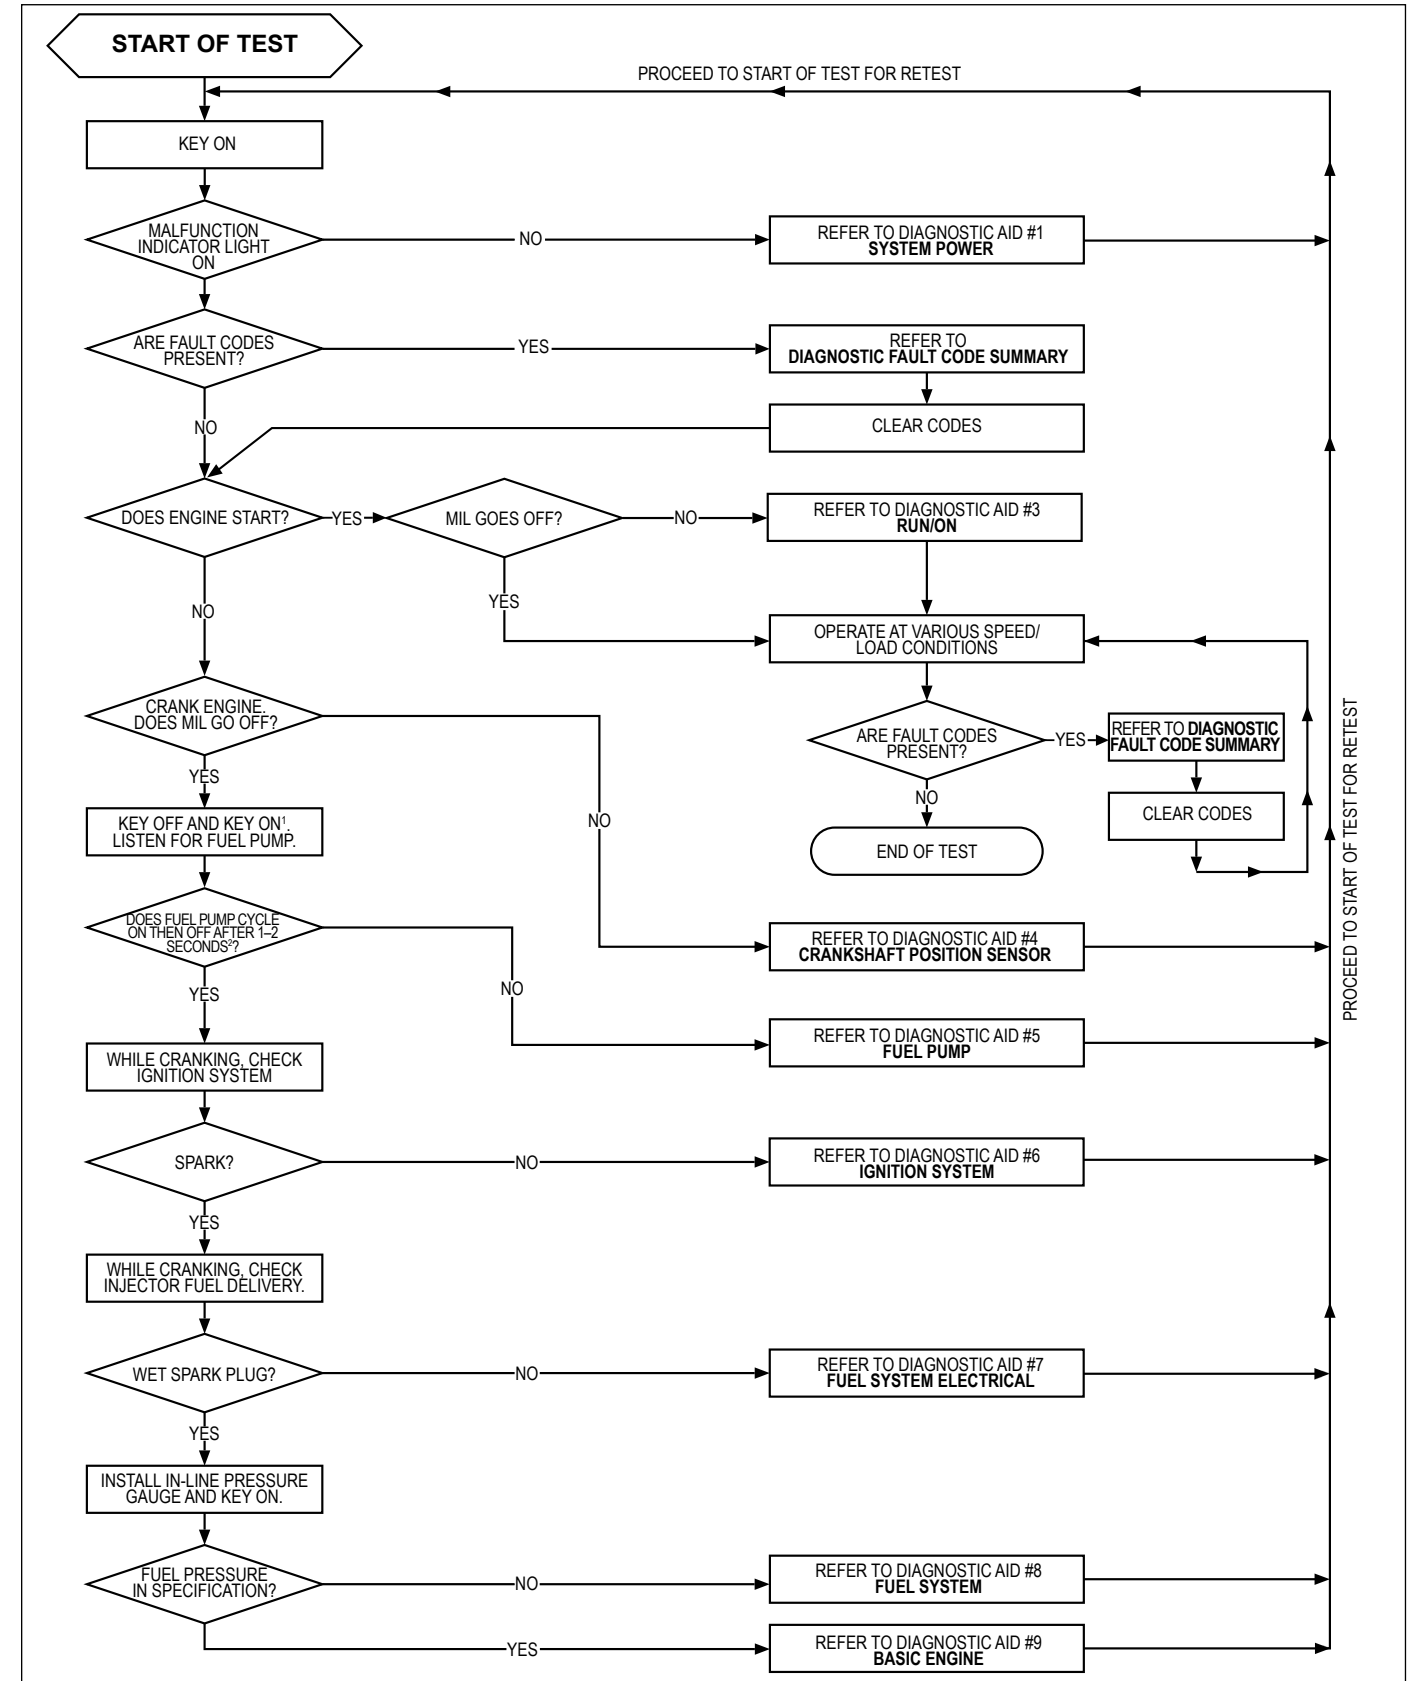 START OF TEST
PROCEED TO START OF TEST FOR RETEST
KEY ON
MALFUNCTION
INDICATOR LIGHT
ON
NO
REFER TO DIAGNOSTIC AID #1
SYSTEM POWER
ARE FAULT CODES
PRESENT?
YES
REFER TO
DIAGNOSTIC FAULT CODE SUMMARY
CLEAR CODES
NO
DOES ENGINE START?
YES
MIL GOES OFF?
NO
REFER TO DIAGNOSTIC AID #3
RUN/ON
YES
NO
OPERATE AT VARIOUS SPEED/
LOAD CONDITIONS
CRANK ENGINE.
DOES MIL GO OFF?
ARE FAULT CODES
PRESENT?
YES
REFER TO DIAGNOSTIC
FAULT CODE SUMMARY
YES
NO
CLEAR CODES
KEY OFF AND KEY ON¹.
LISTEN FOR FUEL PUMP.
NO
END OF TEST
PROCEED TO START OF TEST FOR RETEST
DOES FUEL PUMP CYCLE
ON THEN OFF AFTER 1–2
SECONDS²?
REFER TO DIAGNOSTIC AID #4
CRANKSHAFT POSITION SENSOR
YES
NO
REFER TO DIAGNOSTIC AID #5
FUEL PUMP
WHILE CRANKING, CHECK
IGNITION SYSTEM
SPARK?
NO
REFER TO DIAGNOSTIC AID #6
IGNITION SYSTEM
YES
WHILE CRANKING, CHECK
INJECTOR FUEL DELIVERY.
WET SPARK PLUG?
NO
REFER TO DIAGNOSTIC AID #7
FUEL SYSTEM ELECTRICAL
YES
INSTALL IN-LINE PRESSURE
GAUGE AND KEY ON.
FUEL PRESSURE
IN SPECIFICATION?
NO
REFER TO DIAGNOSTIC AID #8
FUEL SYSTEM
YES
REFER TO DIAGNOSTIC AID #9
BASIC ENGINE